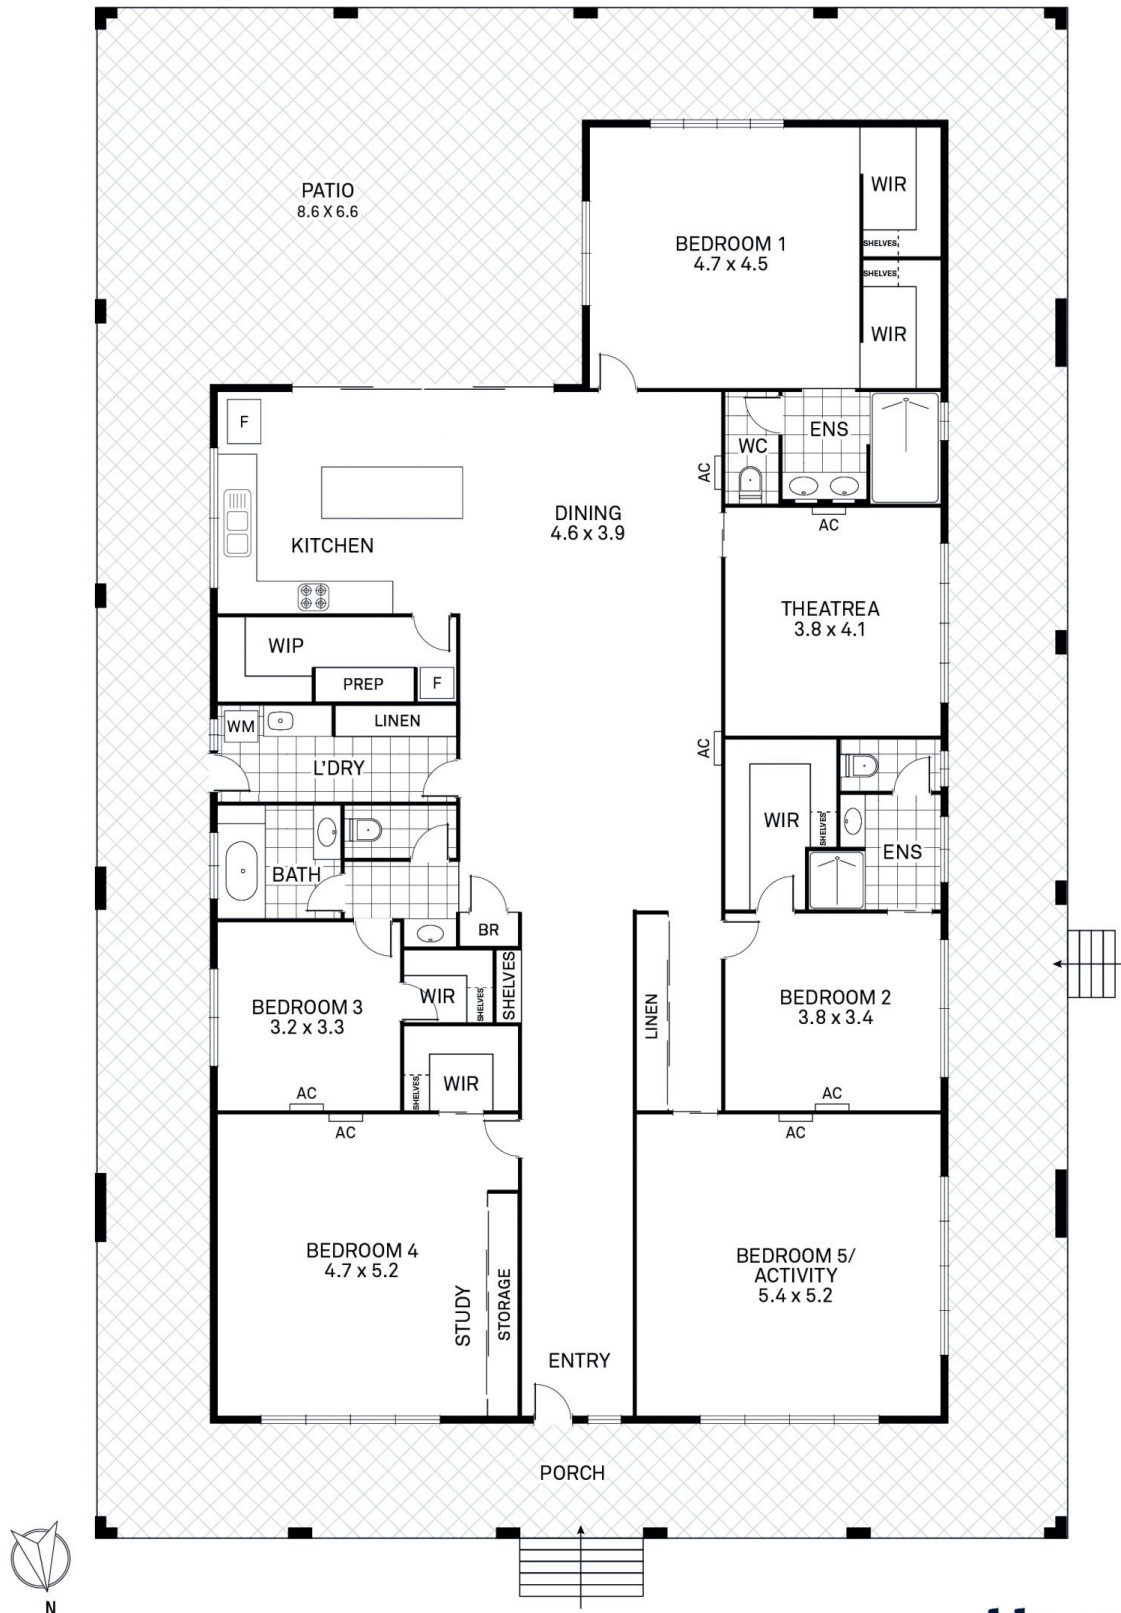 PATIO
8.6 X 6.6
BEDROOM 1
4.7 x 4.5
WIR
SHELVES
SHELVES
WIR
F
KITCHEN
DINING
4.6 x 3.9
AC
WC
ENS
AC
THEATREA
3.8 x 4.1
WIP
PREP
F
WM
LINEN
L'DRY
AC
WIR
SHELVES
ENS
BATH
BR
BEDROOM 3
3.2 x 3.3
WIR
SHELVES
SHELVES
LINEN
BEDROOM 2
3.8 x 3.4
AC
SHELVES
WIR
AC
AC
AC
BEDROOM 4
4.7 x 5.2
STUDY
STORAGE
BEDROOM 5/
ACTIVITY
5.4 x 5.2
ENTRY
PORCH
N